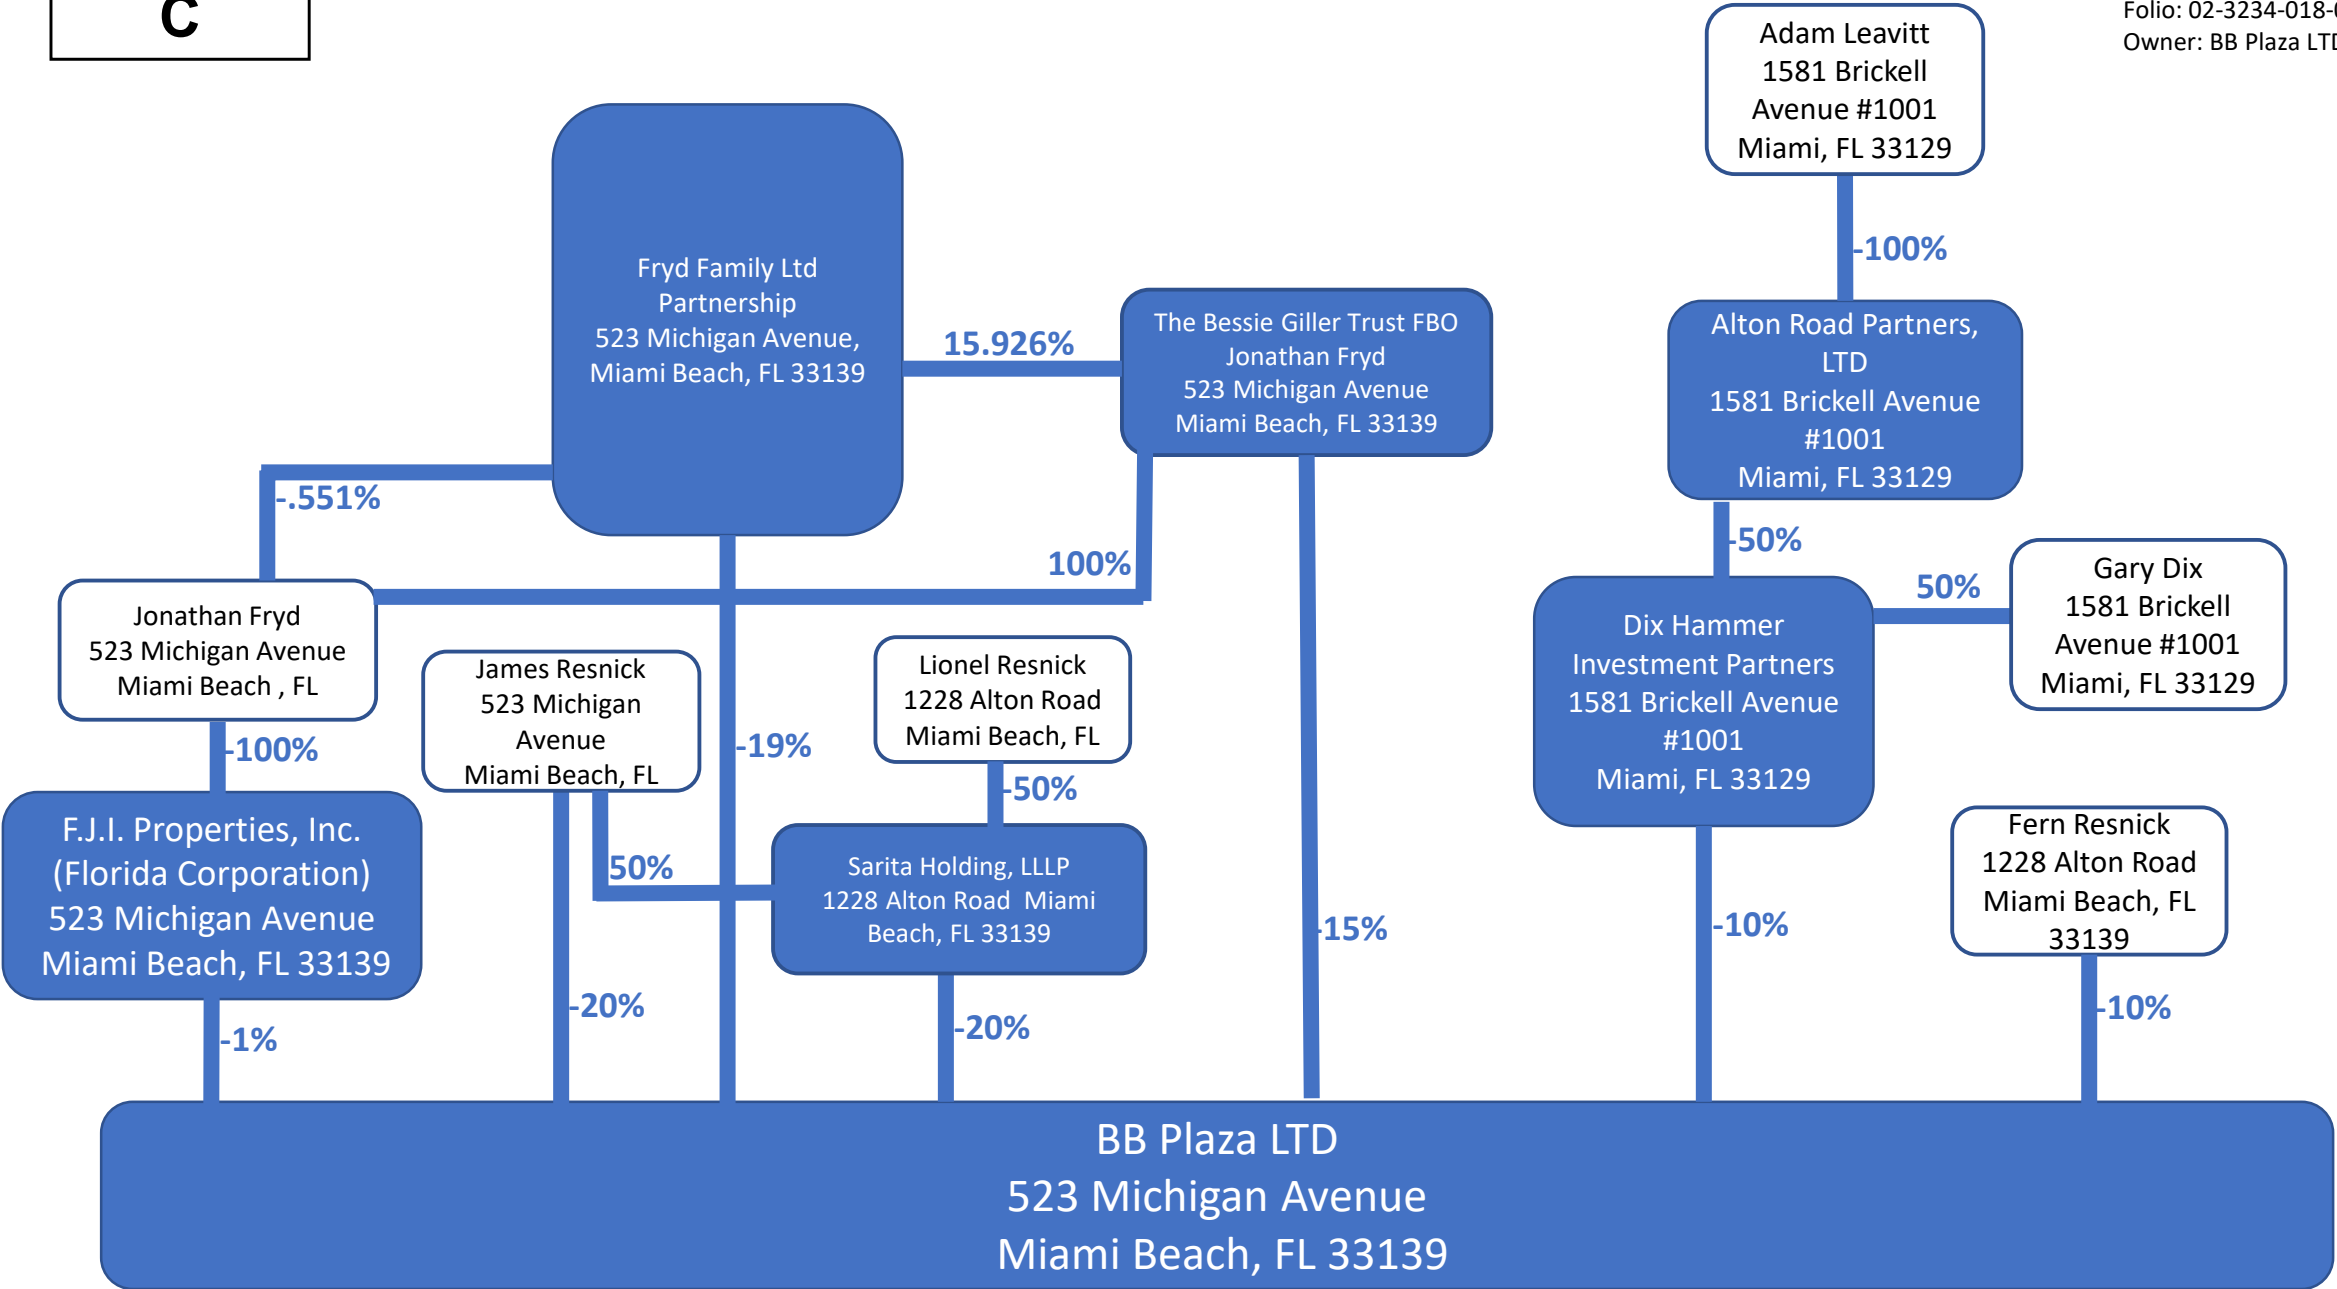 C
Folio: 02-3234-018-
Owner: BB Plaza LTD
Adam Leavitt
1581 Brickell
Avenue #1001
Miami, FL 33129
-100%
Fryd Family Ltd
Partnership
523 Michigan Avenue,
Miami Beach, FL 33139
15.926%
The Bessie Giller Trust FBO
Jonathan Fryd
523 Michigan Avenue
Miami Beach, FL 33139
Alton Road Partners,
LTD
1581 Brickell Avenue
#1001
Miami, FL 33129
-.551%
100%
-50%
Jonathan Fryd
523 Michigan Avenue
Miami Beach , FL
-100%
James Resnick
523 Michigan
Avenue
Miami Beach, FL
-19%
Lionel Resnick
1228 Alton Road
Miami Beach, FL
-50%
Dix Hammer
Investment Partners
1581 Brickell Avenue
#1001
Miami, FL 33129
50%
Gary Dix
1581 Brickell
Avenue #1001
Miami, FL 33129
F.J.I. Properties, Inc.
(Florida Corporation)
523 Michigan Avenue
Miami Beach, FL 33139
50%
Sarita Holding, LLLP
1228 Alton Road  Miami
Beach, FL 33139
-15%
-10%
Fern Resnick
1228 Alton Road
Miami Beach, FL
33139
-1%
-20%
-20%
-10%
BB Plaza LTD
523 Michigan Avenue
Miami Beach, FL 33139